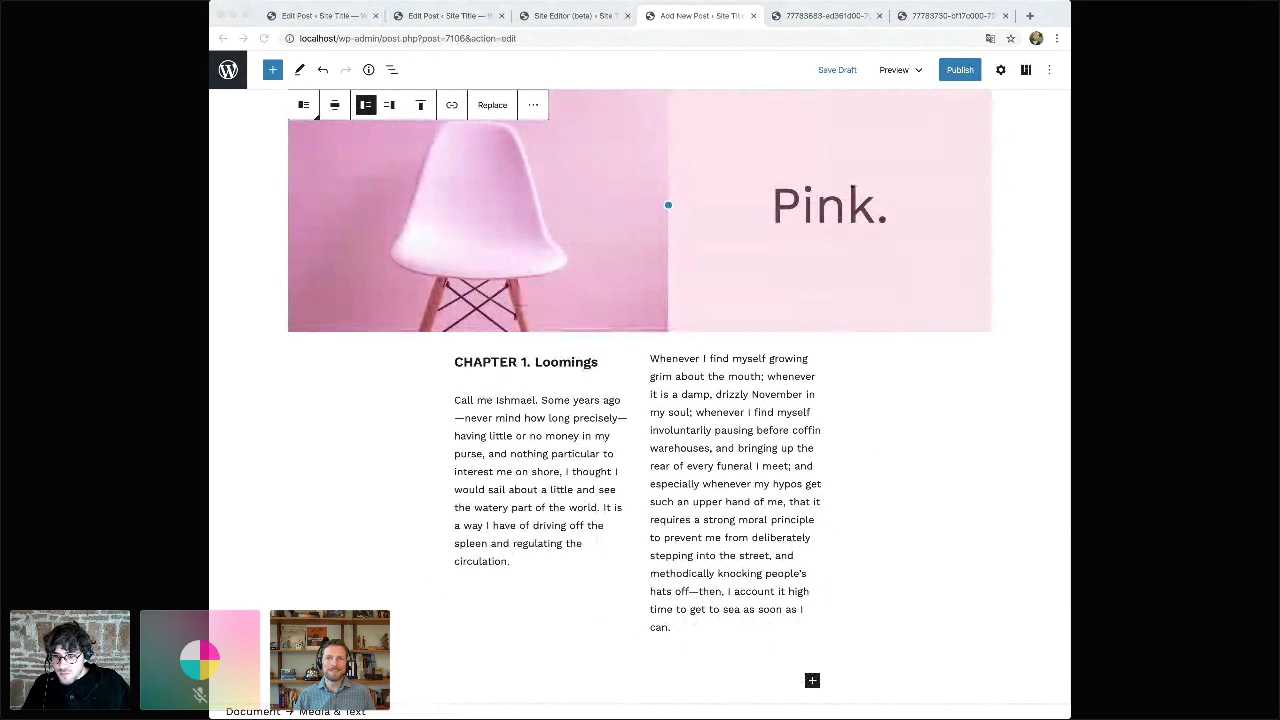 Edit Post ‹ Site Title — W
Edit Post ‹ Site Title — W
Site Editor (beta) ‹ Site T
Add New Post ‹ Site Titl
77783683-ad361d00-7
77783730-cf17c000-7
localhost/wp-admin/post.php?post=7106&action=edit
Save Draft
Preview
Publish
Replace
Pink.
CHAPTER 1. Loomings
Call me Ishmael. Some years ago
—never mind how long precisely—
having little or no money in my
purse, and nothing particular to
interest me on shore, I thought I
would sail about a little and see
the watery part of the world. It is
a way I have of driving off the
spleen and regulating the
circulation.
Whenever I find myself growing
grim about the mouth; whenever
it is a damp, drizzly November in
my soul; whenever I find myself
involuntarily pausing before coffin
warehouses, and bringing up the
rear of every funeral I meet; and
especially whenever my hypos get
such an upper hand of me, that it
requires a strong moral principle
to prevent me from deliberately
stepping into the street, and
methodically knocking people's
hats off—then, I account it high
time to get to sea as soon as I
can.
Document → Media & Text